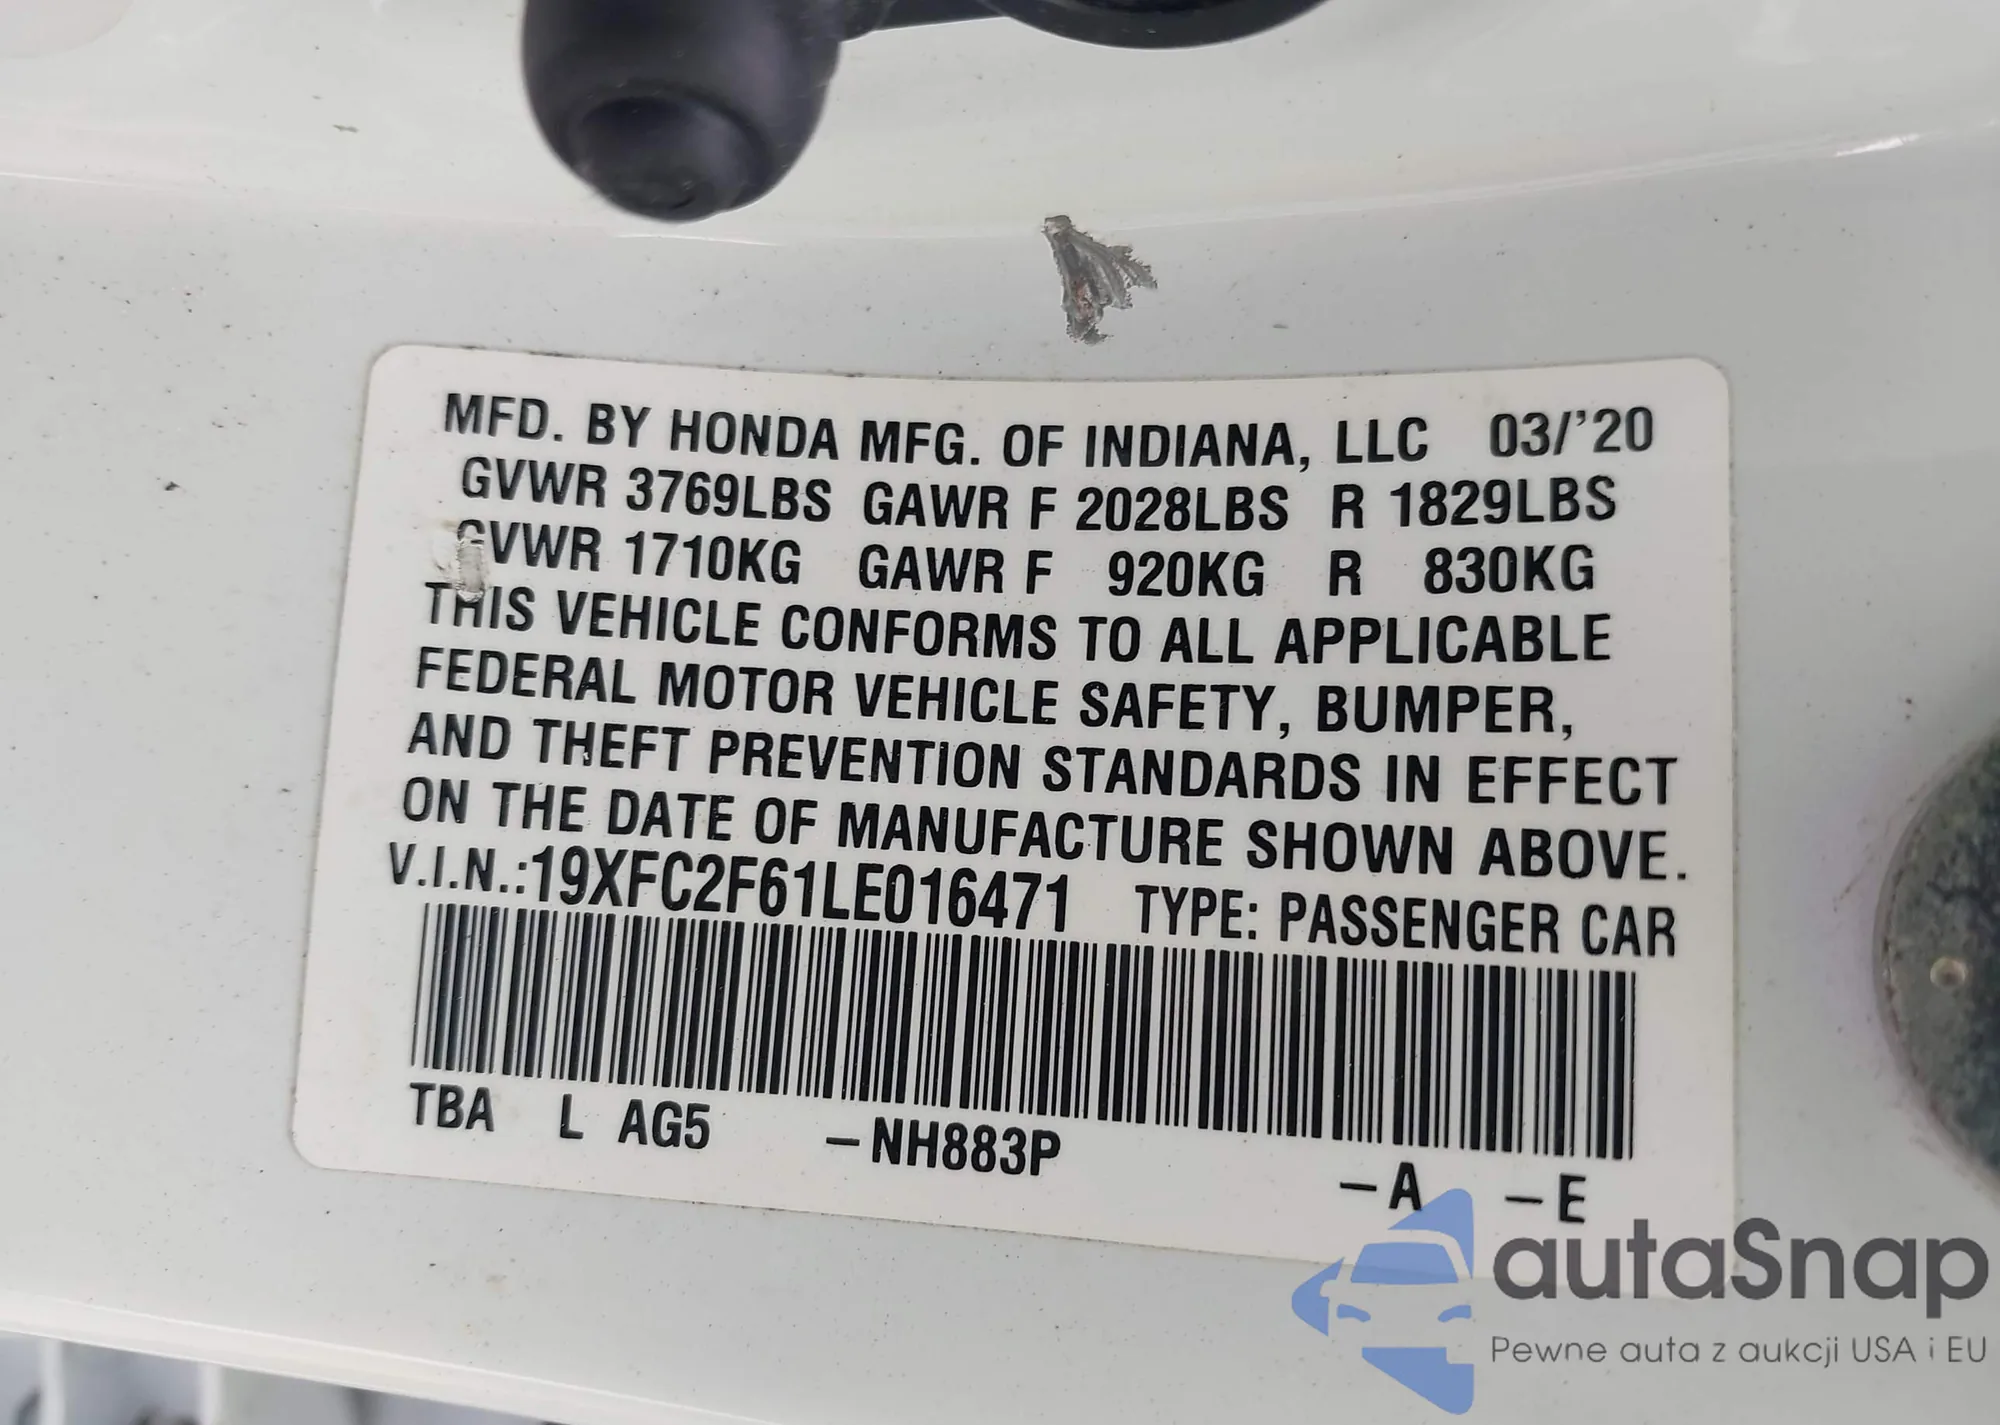 MFD. BY HONDA MFG. OF INDIANA, LLC 03/'20
GVWR 3769LBS GAWR F 2028LBS R 1829LBS
GVWR 1710KG GAWR F 920KG R 830KG
THIS VEHICLE CONFORMS TO ALL APPLICABLE
FEDERAL MOTOR VEHICLE SAFETY, BUMPER,
AND THEFT PREVENTION STANDARDS IN EFFECT
ON THE DATE OF MANUFACTURE SHOWN ABOVE.
V.I.N.:19XFC2F61LE016471 TYPE: PASSENGER CAR
TBA L AG5 –NH883P –A –E
autaSnap
Pewne auta z aukcji USA i EU